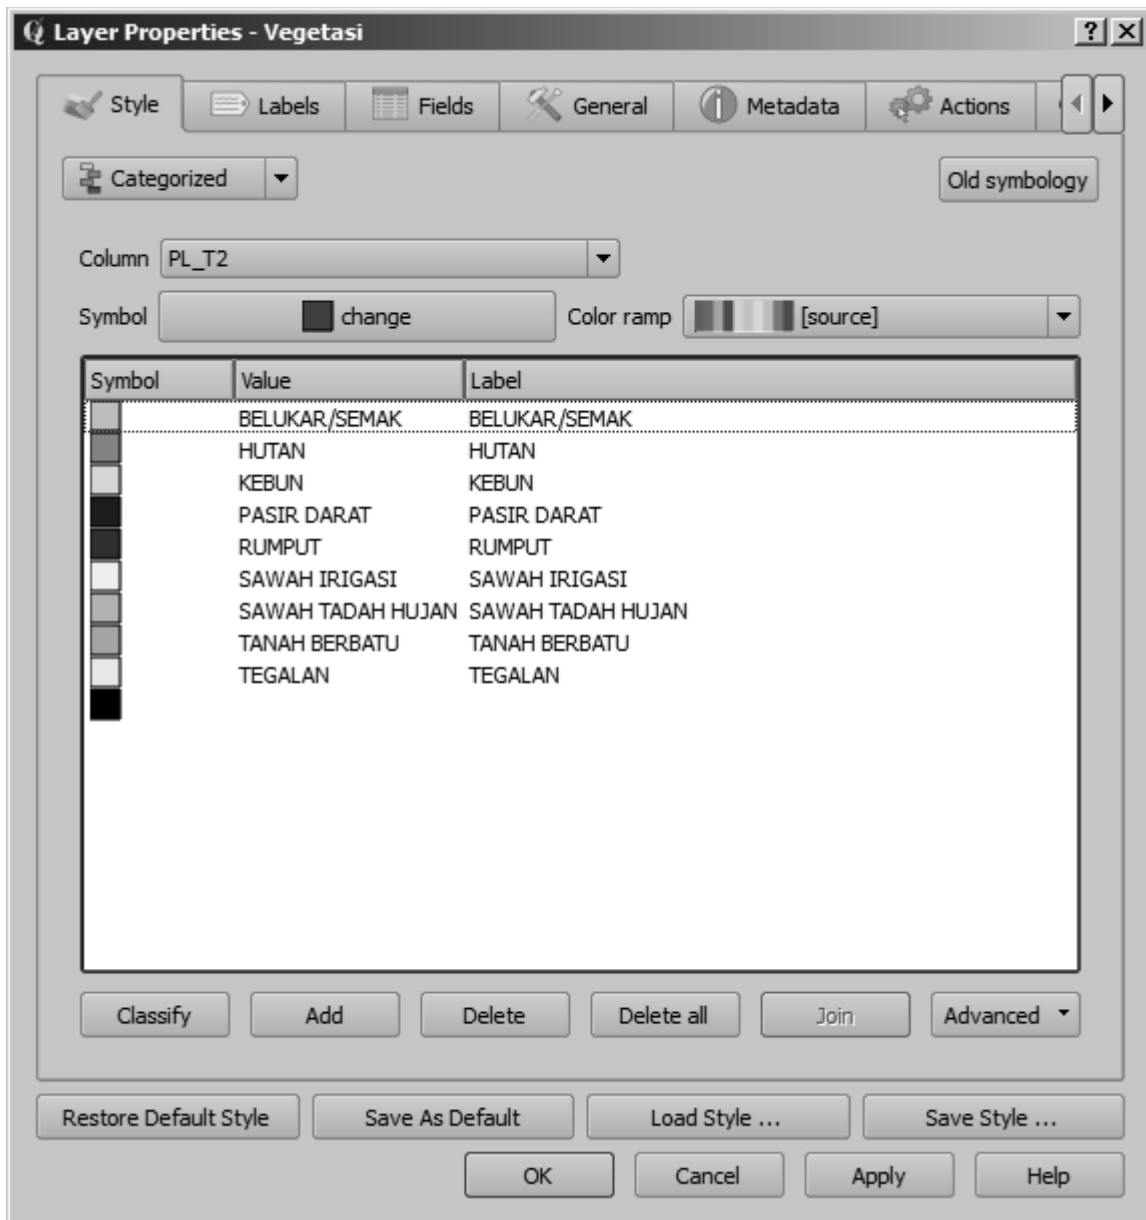 Layer Properties - Vegetasi
Style Labels Fields General Metadata Actions
Categorized Old symbology
Column PL_T2
Symbol change Color ramp [source]
Symbol Value Label
BELUKAR/SEMAK BELUKAR/SEMAK
HUTAN HUTAN
KEBUN KEBUN
PASIR DARAT PASIR DARAT
RUMPUT RUMPUT
SAWAH IRIGASI SAWAH IRIGASI
SAWAH TADAH HUJAN SAWAH TADAH HUJAN
TANAH BERBATU TANAH BERBATU
TEGALAN TEGALAN
Classify Add Delete Delete all Join Advanced
Restore Default Style Save As Default Load Style ... Save Style ...
OK Cancel Apply Help